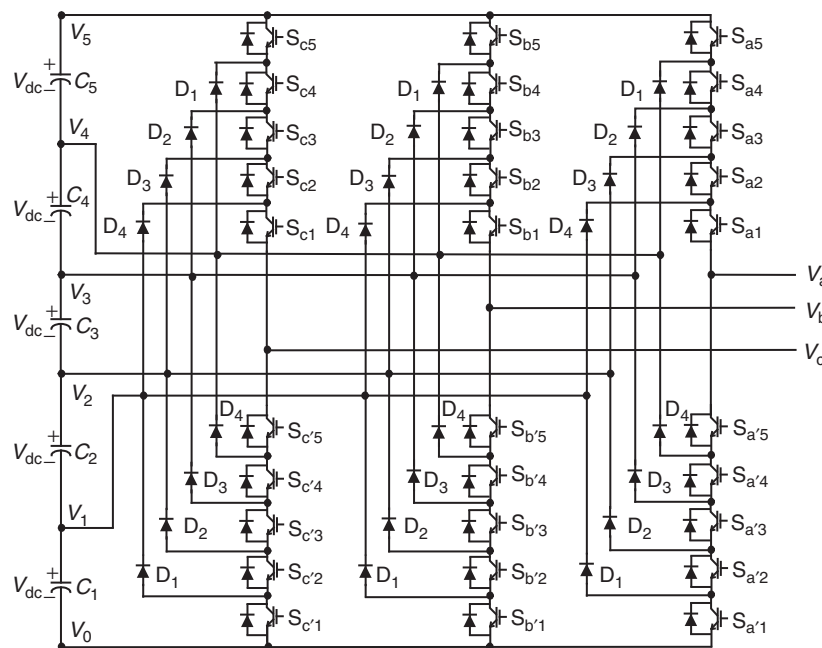 V5 Sc5 Sb5 Sa5
+ Vdc– C5 D1 Sc4 D1 Sb4 D1 Sa4
V4 D2 Sc3 D2 Sb3 D2 Sa3
D3 Sc2 D3 Sb2 D3 Sa2
+ Vdc– C4 D4 Sc1 D4 Sb1 D4 Sa1
Va
V3
+ Vdc– C3 Vb
Vc
V2
D4 Sc′5 D4 Sb′5 D4 Sa′5
+ Vdc– C2 D3 Sc′4 D3 Sb′4 D3 Sa′4
V1 D2 Sc′3 D2 Sb′3 D2 Sa′3
+ Vdc– C1 D1 Sc′2 D1 Sb′2 D1 Sa′2
V0 Sc′1 Sb′1 Sa′1